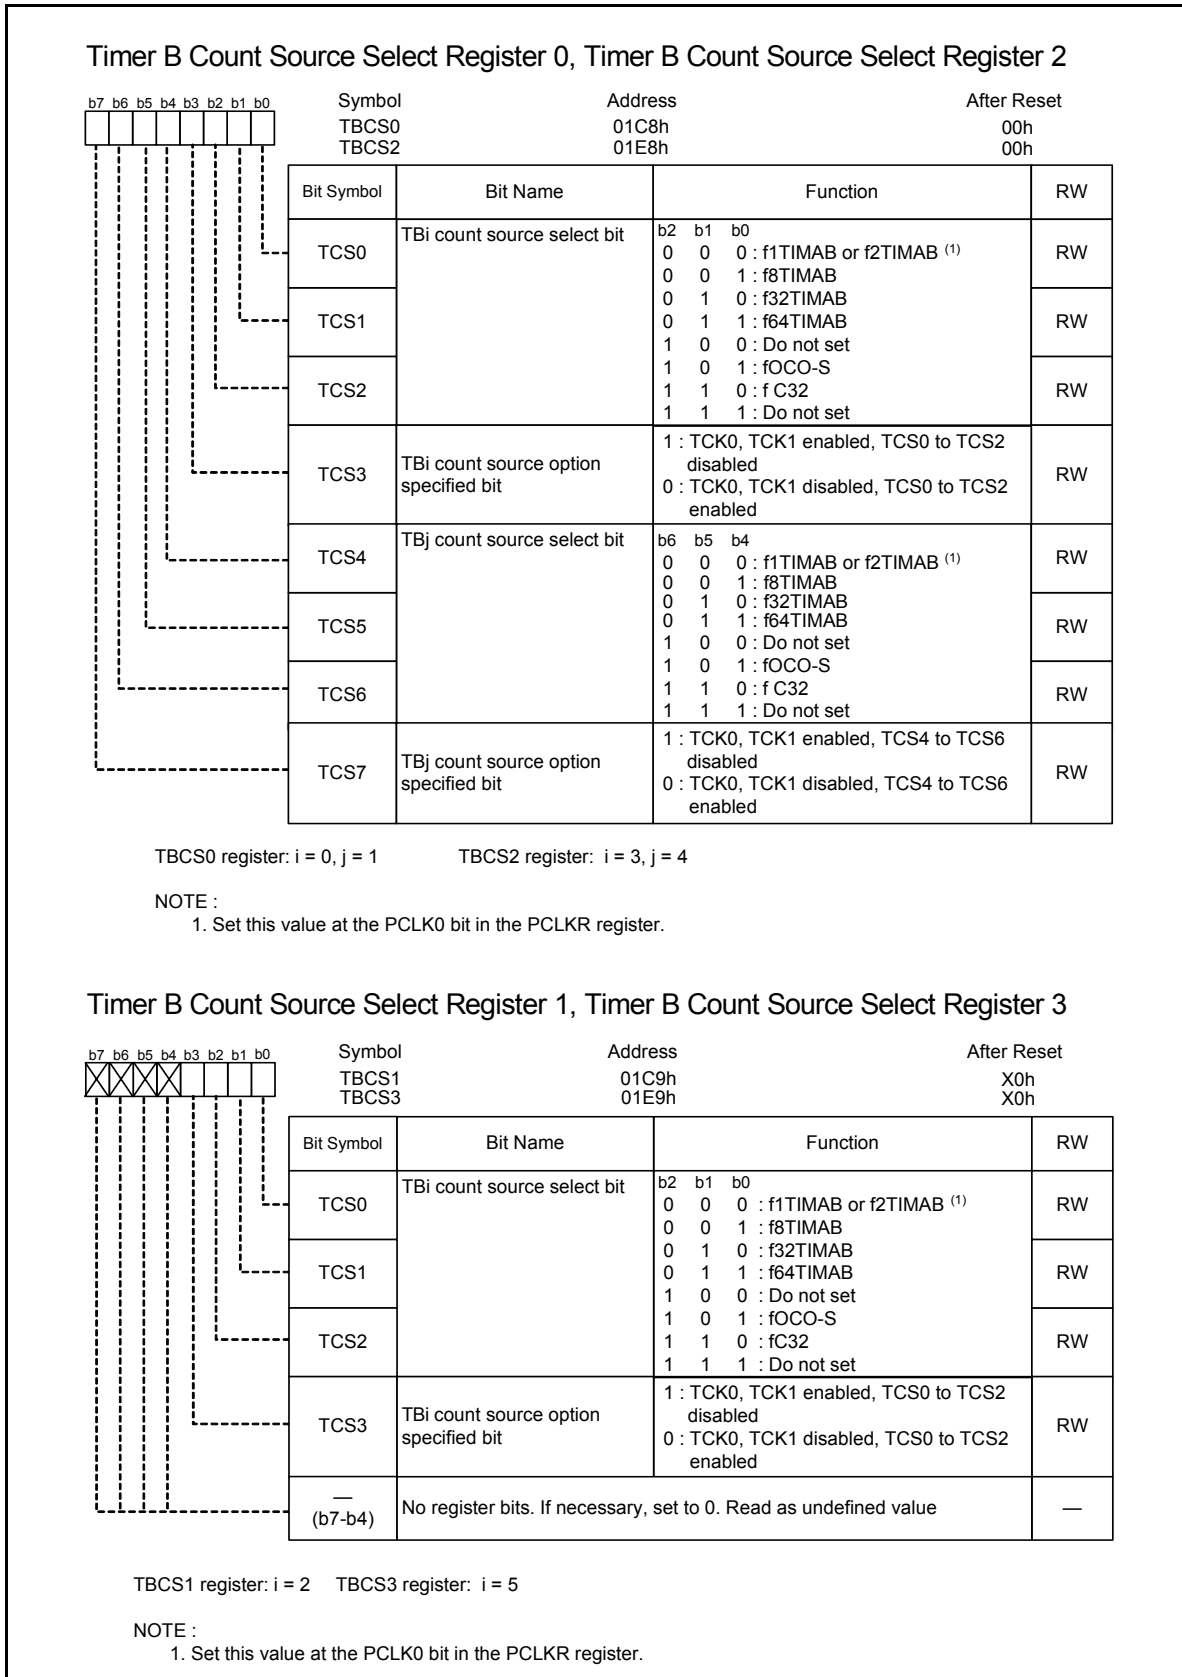 Timer B Count Source Select Register 0, Timer B Count Source Select Register 2
b7 b6 b5 b4 b3 b2 b1 b0
Symbol Address After Reset
TBCS0 01C8h 00h
TBCS2 01E8h 00h
Bit Symbol Bit Name Function RW
TCS0 TBi count source select bit RW
TCS1 RW
TCS2 RW
b2 b1 b0
0 0 0 : f1TIMAB or f2TIMAB (1)
0 0 1 : f8TIMAB
0 1 0 : f32TIMAB
0 1 1 : f64TIMAB
1 0 0 : Do not set
1 0 1 : fOCO-S
1 1 0 : f C32
1 1 1 : Do not set
TCS3 TBi count source option RW
specified bit
1 : TCK0, TCK1 enabled, TCS0 to TCS2
disabled
0 : TCK0, TCK1 disabled, TCS0 to TCS2
enabled
TCS4 TBj count source select bit RW
TCS5 RW
TCS6 RW
b6 b5 b4
0 0 0 : f1TIMAB or f2TIMAB (1)
0 0 1 : f8TIMAB
0 1 0 : f32TIMAB
0 1 1 : f64TIMAB
1 0 0 : Do not set
1 0 1 : fOCO-S
1 1 0 : f C32
1 1 1 : Do not set
TCS7 TBj count source option RW
specified bit
1 : TCK0, TCK1 enabled, TCS4 to TCS6
disabled
0 : TCK0, TCK1 disabled, TCS4 to TCS6
enabled
TBCS0 register: i = 0, j = 1 TBCS2 register: i = 3, j = 4
NOTE :
1. Set this value at the PCLK0 bit in the PCLKR register.
Timer B Count Source Select Register 1, Timer B Count Source Select Register 3
b7 b6 b5 b4 b3 b2 b1 b0
Symbol Address After Reset
TBCS1 01C9h X0h
TBCS3 01E9h X0h
Bit Symbol Bit Name Function RW
TCS0 TBi count source select bit RW
TCS1 RW
TCS2 RW
b2 b1 b0
0 0 0 : f1TIMAB or f2TIMAB (1)
0 0 1 : f8TIMAB
0 1 0 : f32TIMAB
0 1 1 : f64TIMAB
1 0 0 : Do not set
1 0 1 : fOCO-S
1 1 0 : fC32
1 1 1 : Do not set
TCS3 TBi count source option RW
specified bit
1 : TCK0, TCK1 enabled, TCS0 to TCS2
disabled
0 : TCK0, TCK1 disabled, TCS0 to TCS2
enabled
—
(b7-b4) No register bits. If necessary, set to 0. Read as undefined value —
TBCS1 register: i = 2 TBCS3 register: i = 5
NOTE :
1. Set this value at the PCLK0 bit in the PCLKR register.